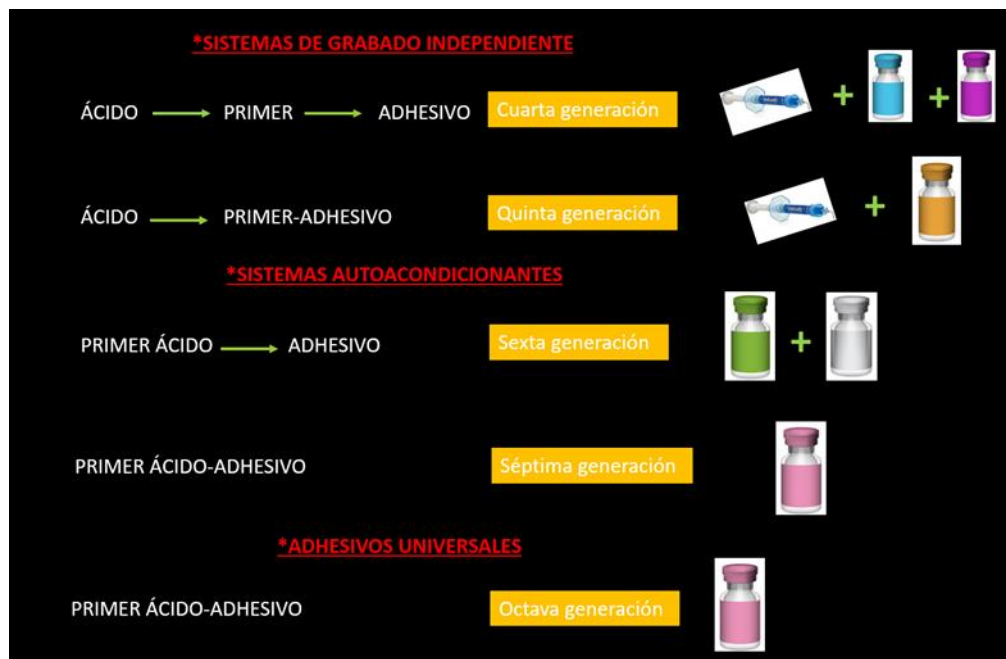 *SISTEMAS DE GRABADO INDEPENDIENTE
ÁCIDO PRIMER ADHESIVO Cuarta generación + +
ÁCIDO PRIMER-ADHESIVO Quinta generación +
*SISTEMAS AUTOACONDICIONANTES
PRIMER ÁCIDO ADHESIVO Sexta generación +
PRIMER ÁCIDO-ADHESIVO Séptima generación
*ADHESIVOS UNIVERSALES
PRIMER ÁCIDO-ADHESIVO Octava generación